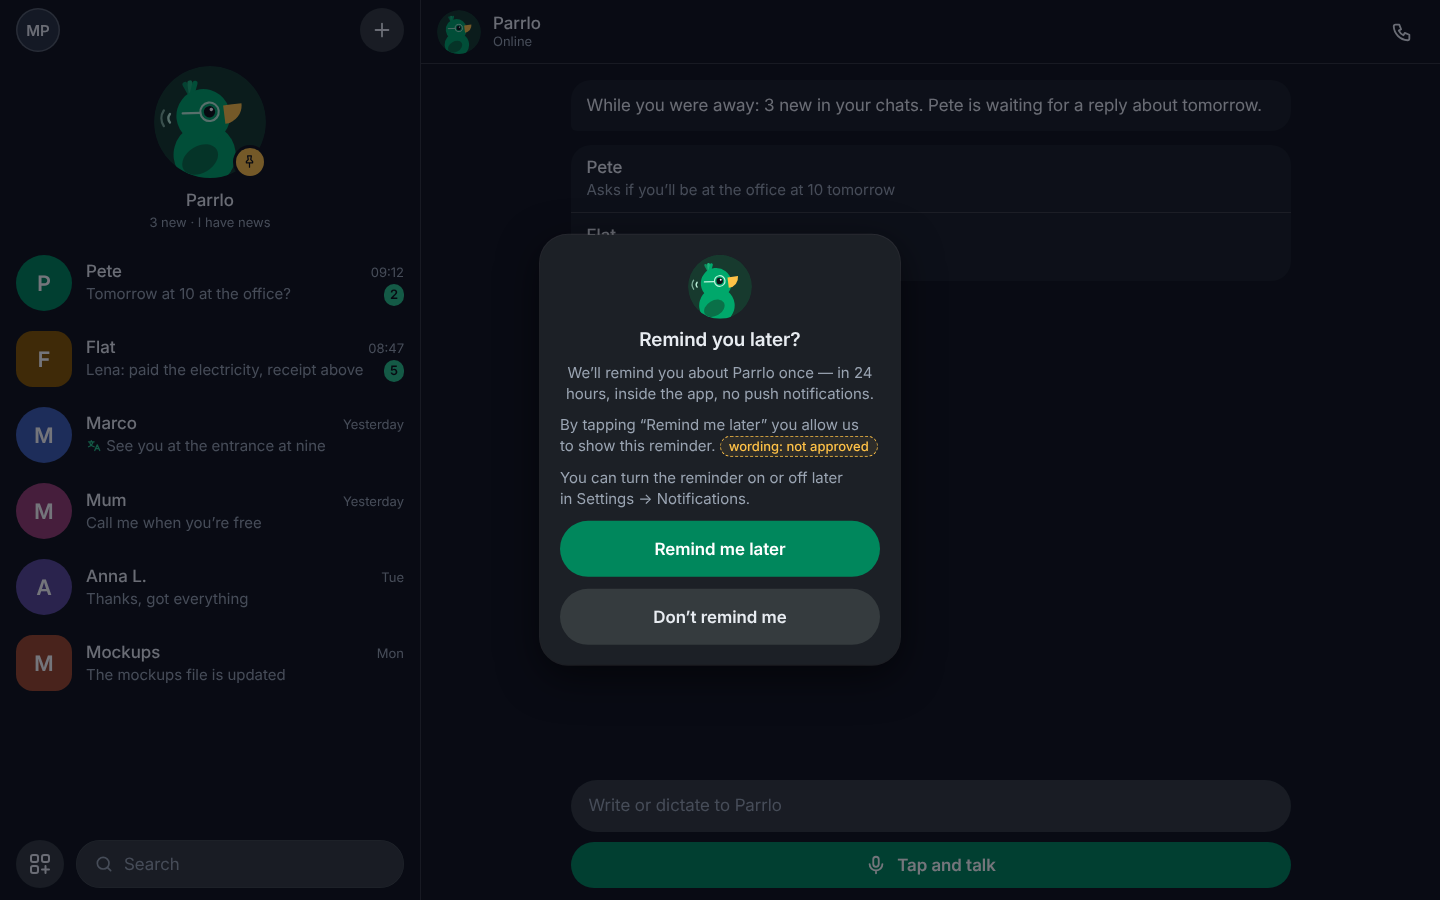 MP
Parrlo
3 new · I have news
P
Pete
09:12
Tomorrow at 10 at the office?
2
F
Flat
08:47
Lena: paid the electricity, receipt above
5
M
Marco
Yesterday
See you at the entrance at nine
M
Mum
Yesterday
Call me when you’re free
A
Anna L.
Tue
Thanks, got everything
M
Mockups
Mon
The mockups file is updated
Search
Parrlo
Online
While you were away: 3 new in your chats. Pete is waiting for a reply about tomorrow.
Pete
Asks if you’ll be at the office at 10 tomorrow
Flat
Remind you later?
We’ll remind you about Parrlo once — in 24
hours, inside the app, no push notifications.
By tapping “Remind me later” you allow us
to show this reminder. wording: not approved
You can turn the reminder on or off later
in Settings → Notifications.
Remind me later
Don’t remind me
Write or dictate to Parrlo
Tap and talk